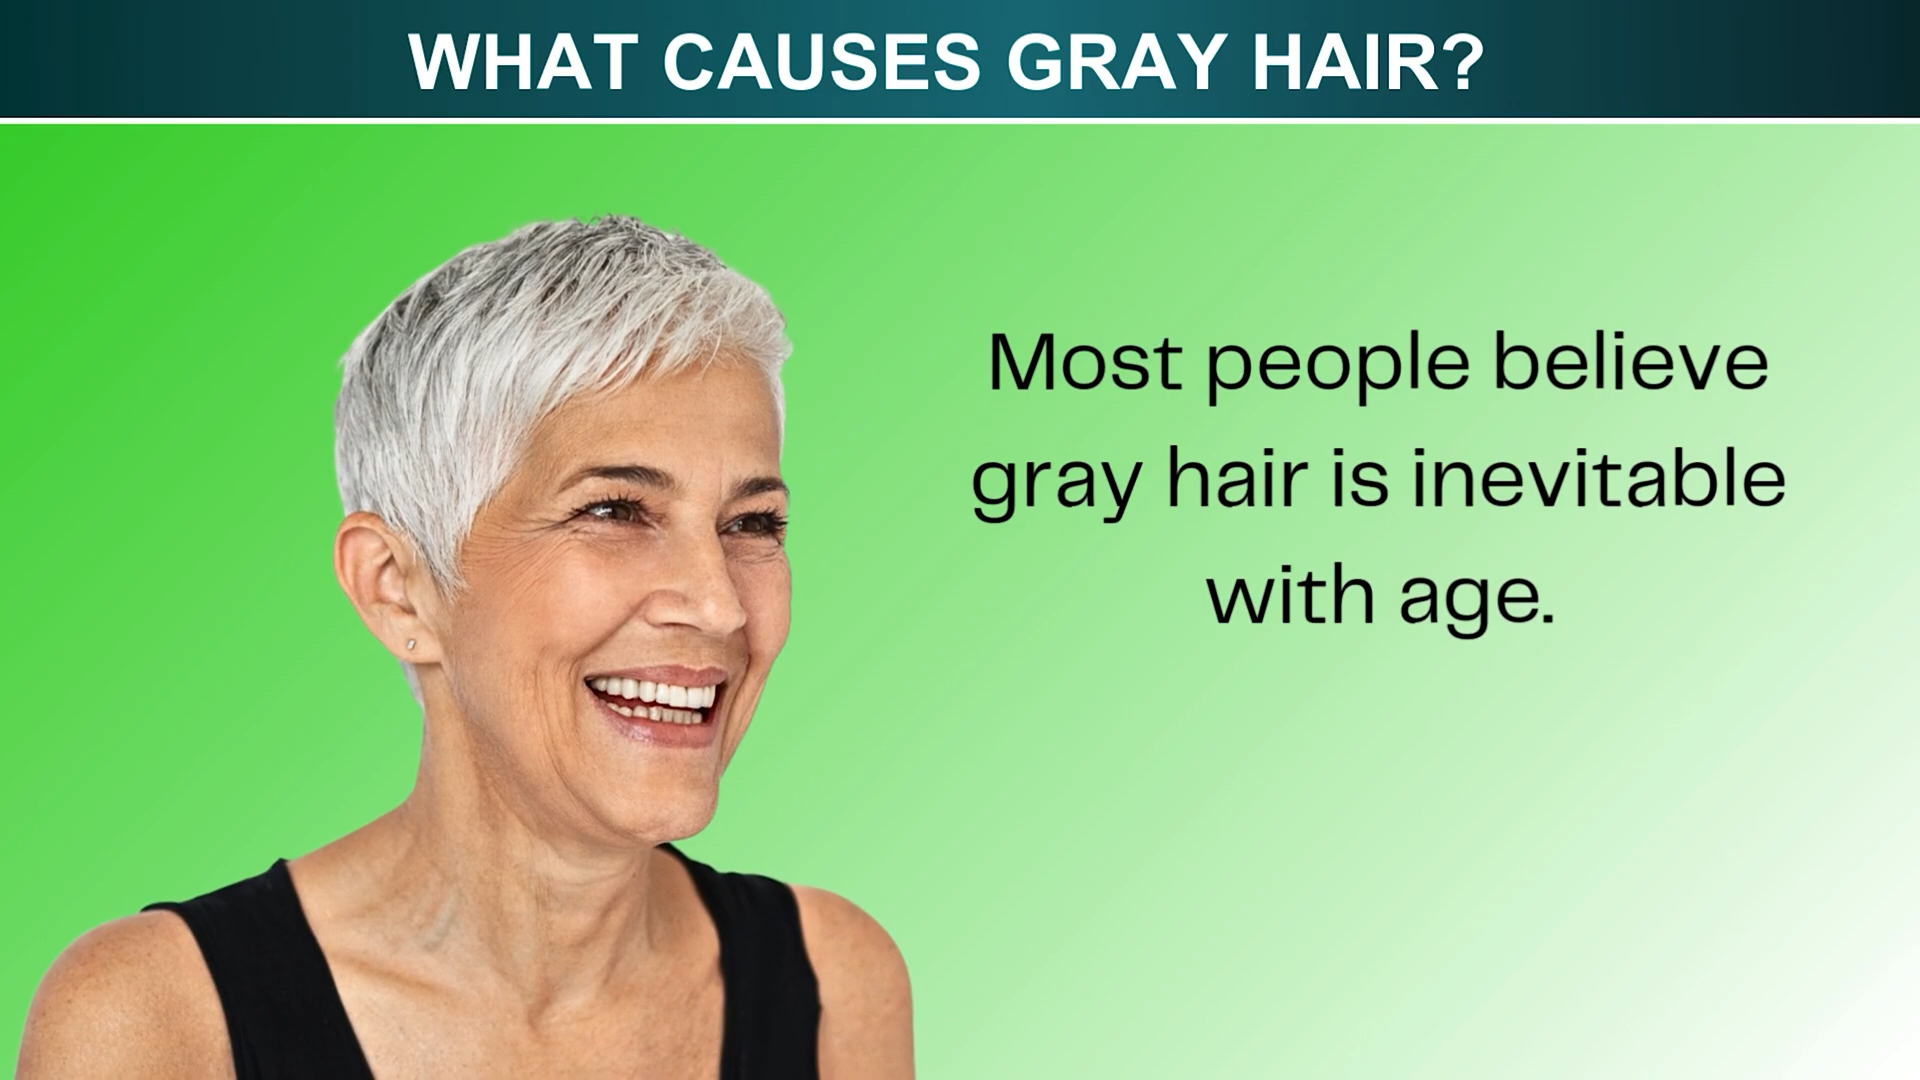 WHAT CAUSES GRAY HAIR?
Most people believe
gray hair is inevitable
with age.